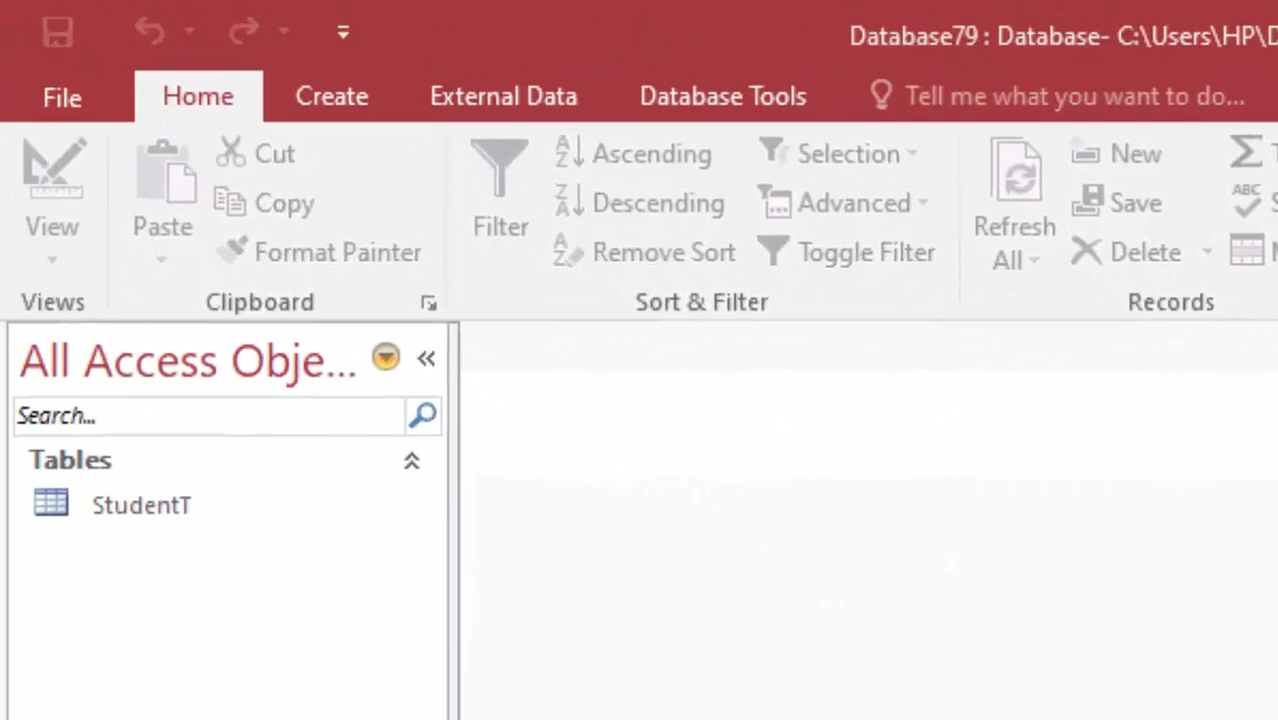 Database79 : Database- C:\Users\HP\D
File Home Create External Data Database Tools Tell me what you want to do...
View
Views
Paste
Cut
Copy
Format Painter
Clipboard
Filter
Ascending
Descending
Remove Sort
Selection
Advanced
Toggle Filter
Sort & Filter
Refresh
All
New
Save
Delete
Records
ABC
All Access Obje...
Search...
Tables
StudentT